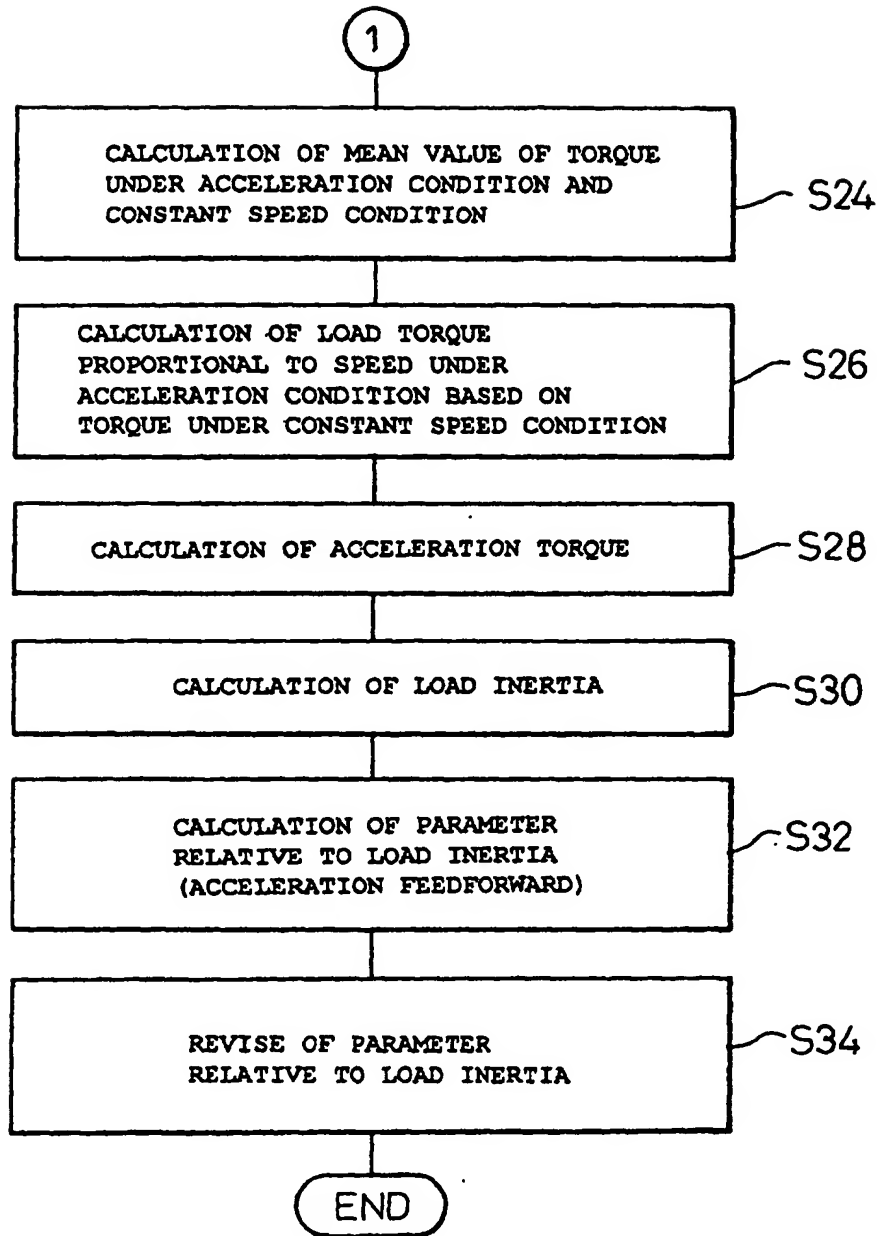 1
CALCULATION OF MEAN VALUE OF TORQUE
UNDER ACCELERATION CONDITION AND
CONSTANT SPEED CONDITION
S24
CALCULATION OF LOAD TORQUE
PROPORTIONAL TO SPEED UNDER
ACCELERATION CONDITION BASED ON
TORQUE UNDER CONSTANT SPEED CONDITION
S26
CALCULATION OF ACCELERATION TORQUE
S28
CALCULATION OF LOAD INERTIA
S30
CALCULATION OF PARAMETER
RELATIVE TO LOAD INERTIA
(ACCELERATION FEEDFORWARD)
S32
REVISE OF PARAMETER
RELATIVE TO LOAD INERTIA
S34
END